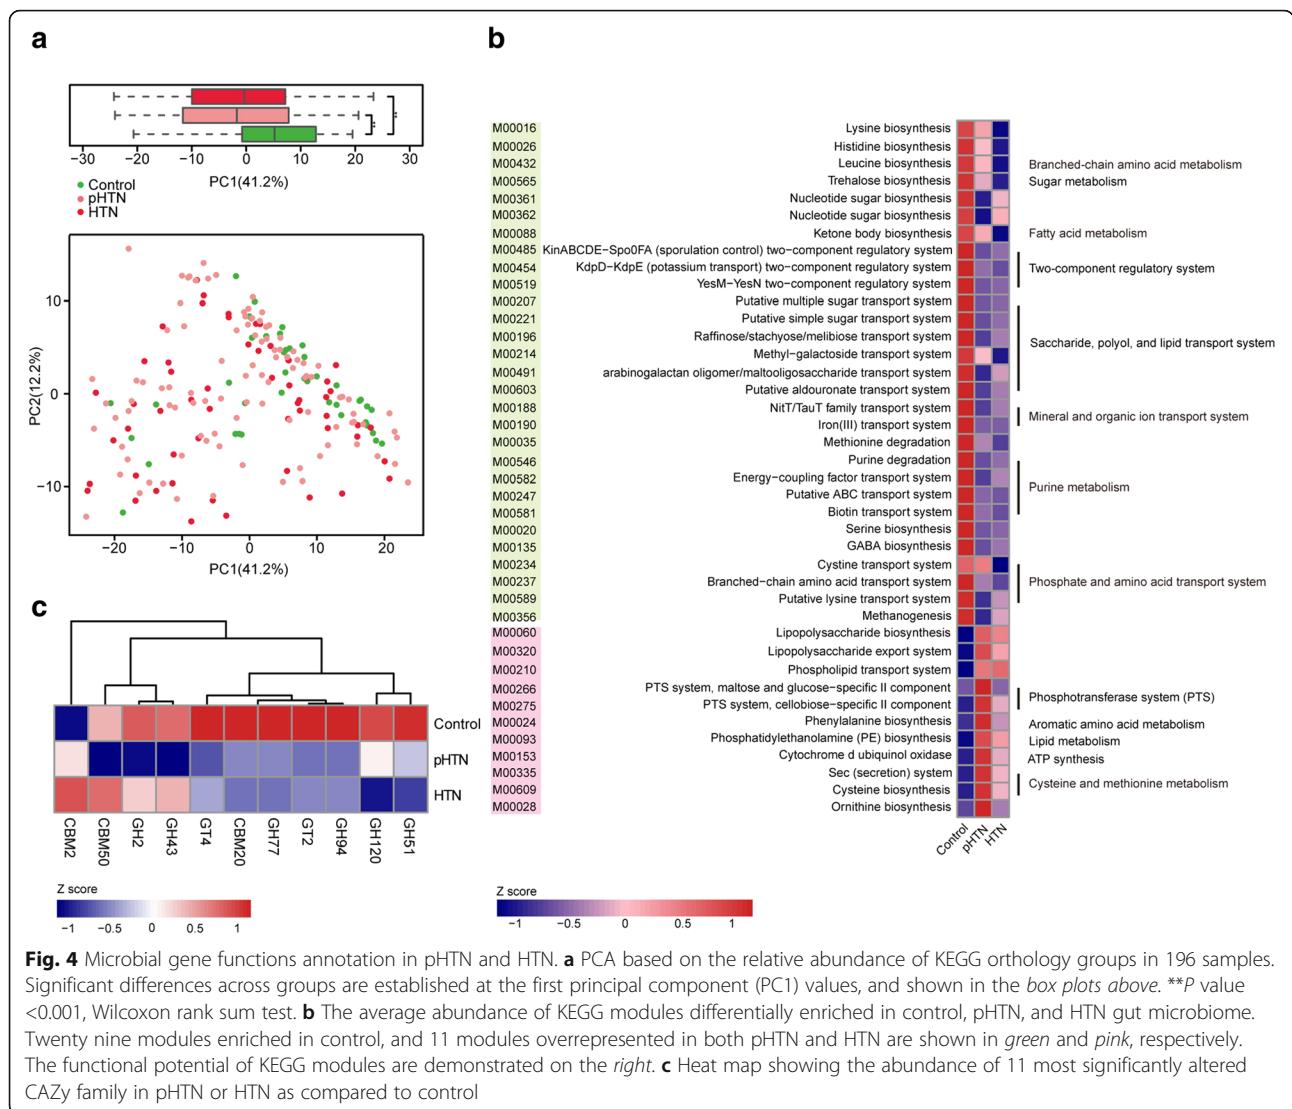 a
−30 −20 −10 0 10 20 30
PC1(41.2%)
Control
pHTN
HTN
10
0
−10
PC2(12.2%)
−20 −10 0 10 20
PC1(41.2%)
b
M00016 Lysine biosynthesis
M00026 Histidine biosynthesis
M00432 Leucine biosynthesis Branched−chain amino acid metabolism
M00565 Trehalose biosynthesis Sugar metabolism
M00361 Nucleotide sugar biosynthesis
M00362 Nucleotide sugar biosynthesis
M00088 Ketone body biosynthesis Fatty acid metabolism
M00485 KinABCDE−Spo0FA (sporulation control) two−component regulatory system
M00454 KdpD−KdpE (potassium transport) two−component regulatory system Two−component regulatory system
M00519 YesM−YesN two−component regulatory system
M00207 Putative multiple sugar transport system
M00221 Putative simple sugar transport system
M00196 Raffinose/stachyose/melibiose transport system Saccharide, polyol, and lipid transport system
M00214 Methyl−galactoside transport system
M00491 arabinogalactan oligomer/maltooligosaccharide transport system
M00603 Putative aldouronate transport system
M00188 NitT/TauT family transport system Mineral and organic ion transport system
M00190 Iron(III) transport system
M00035 Methionine degradation
M00546 Purine degradation
M00582 Energy−coupling factor transport system Purine metabolism
M00247 Putative ABC transport system
M00581 Biotin transport system
M00020 Serine biosynthesis
M00135 GABA biosynthesis
M00234 Cystine transport system
M00237 Branched−chain amino acid transport system Phosphate and amino acid transport system
M00589 Putative lysine transport system
M00356 Methanogenesis
M00060 Lipopolysaccharide biosynthesis
M00320 Lipopolysaccharide export system
M00210 Phospholipid transport system
M00266 PTS system, maltose and glucose−specific II component Phosphotransferase system (PTS)
M00275 PTS system, cellobiose−specific II component
M00024 Phenylalanine biosynthesis Aromatic amino acid metabolism
M00093 Phosphatidylethanolamine (PE) biosynthesis Lipid metabolism
M00153 Cytochrome d ubiquinol oxidase ATP synthesis
M00335 Sec (secretion) system Cysteine and methionine metabolism
M00609 Cysteine biosynthesis
M00028 Ornithine biosynthesis
Control pHTN HTN
Z score
−1 −0.5 0 0.5 1
c
Control
pHTN
HTN
CBM2 CBM50 GH2 GH43 GT4 CBM20 GH77 GT2 GH94 GH120 GH51
Z score
−1 −0.5 0 0.5 1
Fig. 4 Microbial gene functions annotation in pHTN and HTN. a PCA based on the relative abundance of KEGG orthology groups in 196 samples.
Significant differences across groups are established at the first principal component (PC1) values, and shown in the box plots above. **P value
<0.001, Wilcoxon rank sum test. b The average abundance of KEGG modules differentially enriched in control, pHTN, and HTN gut microbiome.
Twenty nine modules enriched in control, and 11 modules overrepresented in both pHTN and HTN are shown in green and pink, respectively.
The functional potential of KEGG modules are demonstrated on the right. c Heat map showing the abundance of 11 most significantly altered
CAZy family in pHTN or HTN as compared to control